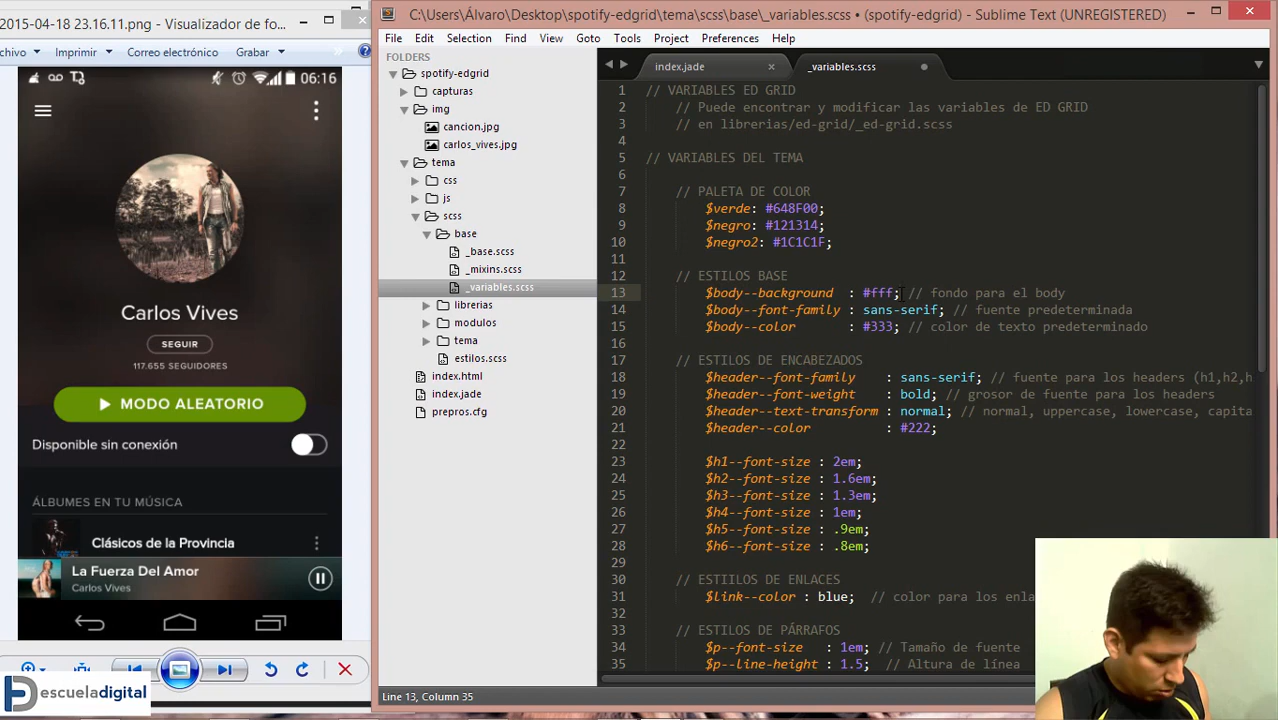 2015-04-18 23.16.11.png - Visualizador de fo...
chivo
Imprimir
Correo electrónico
Grabar
06:16
Carlos Vives
SEGUIR
117.655 SEGUIDORES
MODO ALEATORIO
Disponible sin conexión
ÁLBUMES EN TU MÚSICA
Clásicos de la Provincia
La Fuerza Del Amor
Carlos Vives
escueladigital
C:\Users\Álvaro\Desktop\spotify-edgrid\tema\scss\base\_variables.scss • (spotify-edgrid) - Sublime Text (UNREGISTERED)
File Edit Selection Find View Goto Tools Project Preferences Help
FOLDERS
spotify-edgrid
capturas
img
cancion.jpg
carlos_vives.jpg
tema
css
js
scss
base
_base.scss
_mixins.scss
_variables.scss
librerias
modulos
tema
estilos.scss
index.html
index.jade
prepros.cfg
index.jade
_variables.scss
1 // VARIABLES ED GRID
2 // Puede encontrar y modificar las variables de ED GRID
3 // en librerias/ed-grid/_ed-grid.scss
4
5 // VARIABLES DEL TEMA
6
7 // PALETA DE COLOR
8 $verde: #648F00;
9 $negro: #121314;
10 $negro2: #1C1C1F;
11
12 // ESTILOS BASE
13 $body--background : #fff; // fondo para el body
14 $body--font-family : sans-serif; // fuente predeterminada
15 $body--color : #333; // color de texto predeterminado
16
17 // ESTILOS DE ENCABEZADOS
18 $header--font-family : sans-serif; // fuente para los headers (h1,h2,h
19 $header--font-weight : bold; // grosor de fuente para los headers
20 $header--text-transform : normal; // normal, uppercase, lowercase, capita
21 $header--color : #222;
22
23 $h1--font-size : 2em;
24 $h2--font-size : 1.6em;
25 $h3--font-size : 1.3em;
26 $h4--font-size : 1em;
27 $h5--font-size : .9em;
28 $h6--font-size : .8em;
29
30 // ESTIILOS DE ENLACES
31 $link--color : blue; // color para los enla
32
33 // ESTILOS DE PÁRRAFOS
34 $p--font-size : 1em; // Tamaño de fuente
35 $p--line-height : 1.5; // Altura de línea
Line 13, Column 35